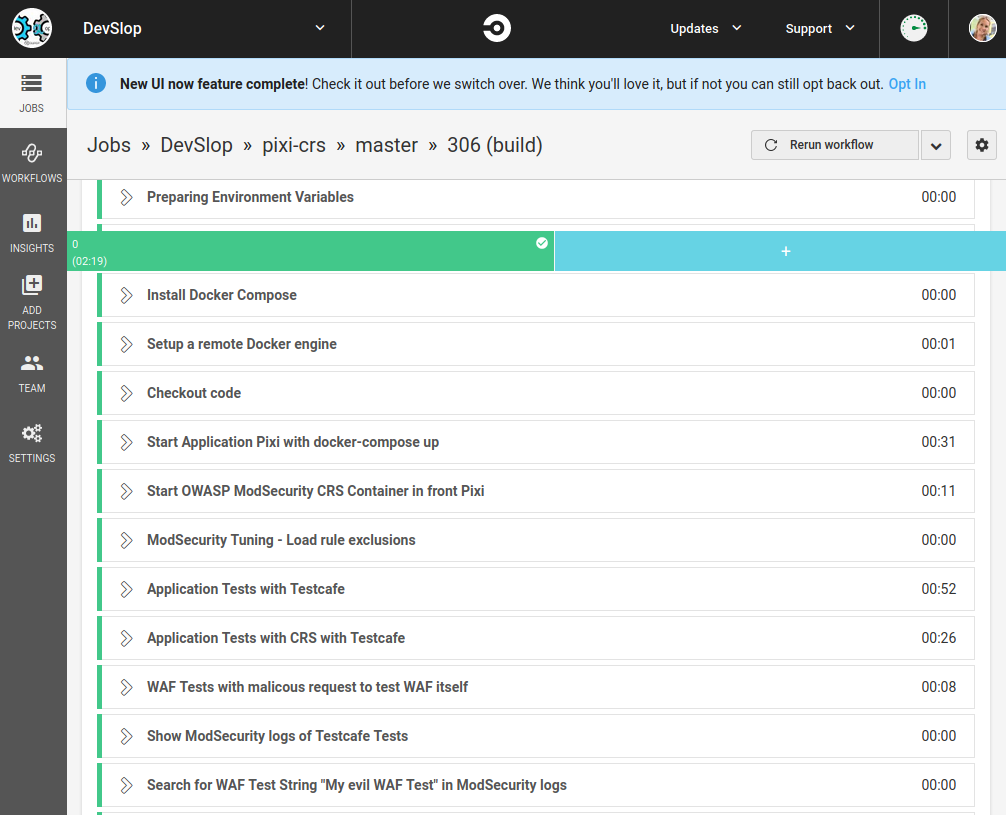 DevSlop
Updates
Support
New UI now feature complete! Check it out before we switch over. We think you'll love it, but if not you can still opt back out. Opt In
JOBS
WORKFLOWS
INSIGHTS
ADD
PROJECTS
TEAM
SETTINGS
Jobs » DevSlop » pixi-crs » master » 306 (build)
Rerun workflow
Preparing Environment Variables 00:00
0
(02:19)
+
Install Docker Compose 00:00
Setup a remote Docker engine 00:01
Checkout code 00:00
Start Application Pixi with docker-compose up 00:31
Start OWASP ModSecurity CRS Container in front Pixi 00:11
ModSecurity Tuning - Load rule exclusions 00:00
Application Tests with Testcafe 00:52
Application Tests with CRS with Testcafe 00:26
WAF Tests with malicous request to test WAF itself 00:08
Show ModSecurity logs of Testcafe Tests 00:00
Search for WAF Test String "My evil WAF Test" in ModSecurity logs 00:00